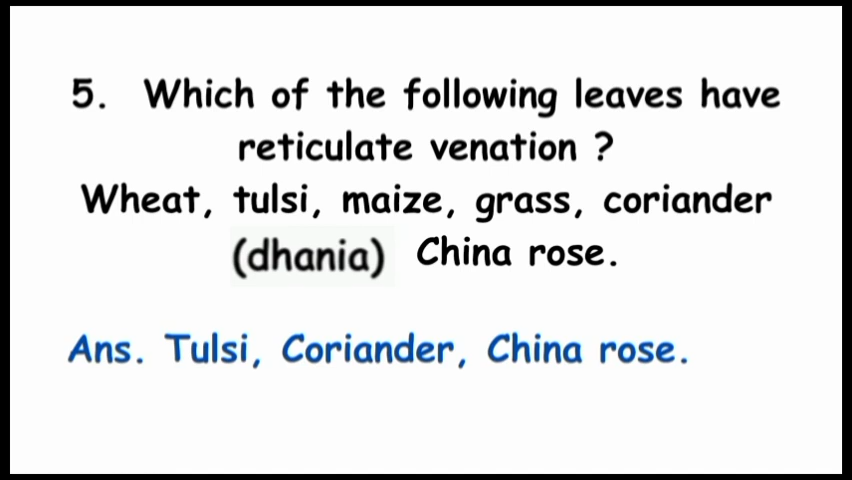 5. Which of the following leaves have
reticulate venation ?
Wheat, tulsi, maize, grass, coriander
(dhania) China rose.
Ans. Tulsi, Coriander, China rose.